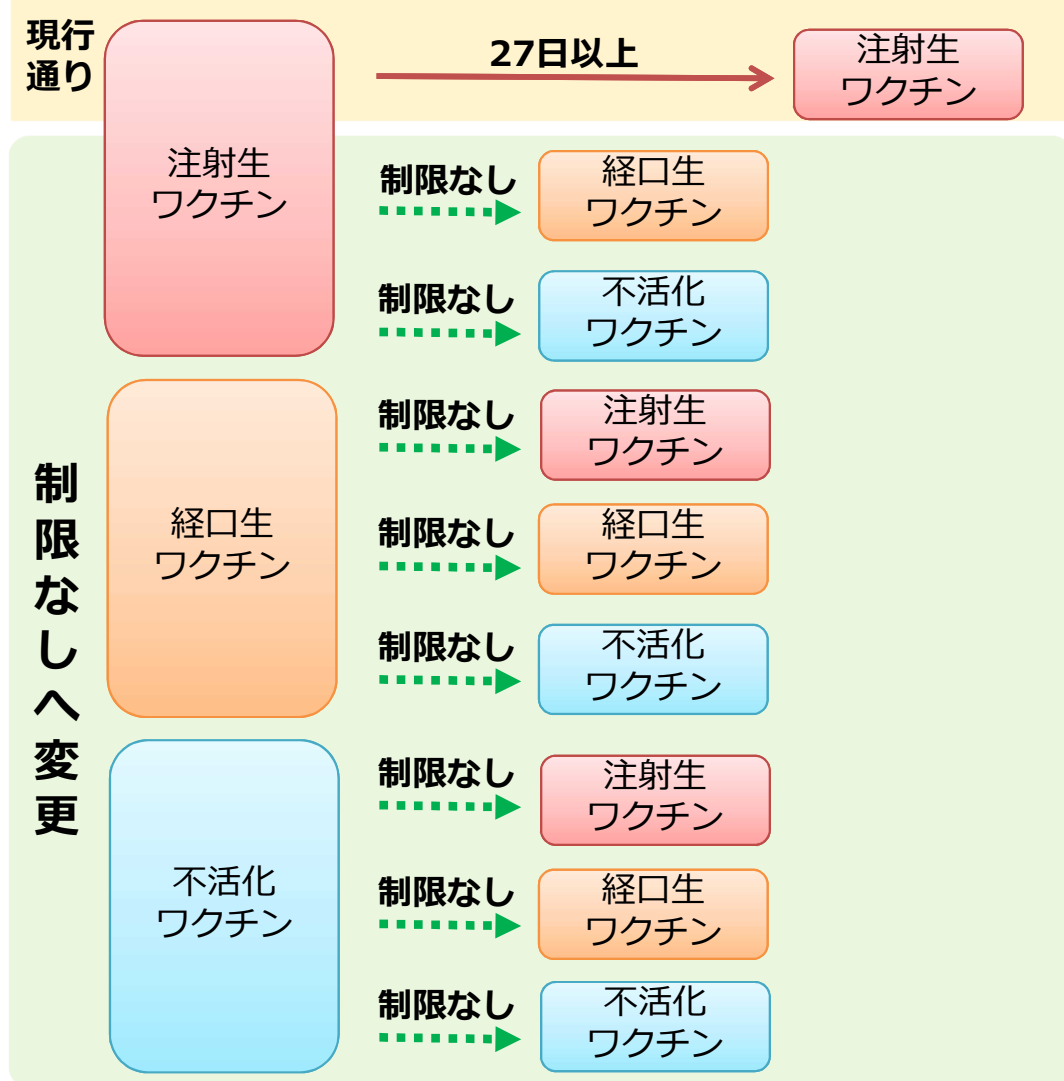 現行
通り
27日以上
注射生
ワクチン
注射生
ワクチン
制限なし
経口生
ワクチン
制限なし
不活化
ワクチン
制限なしへ変更
経口生
ワクチン
制限なし
注射生
ワクチン
制限なし
経口生
ワクチン
制限なし
不活化
ワクチン
不活化
ワクチン
制限なし
注射生
ワクチン
制限なし
経口生
ワクチン
制限なし
不活化
ワクチン